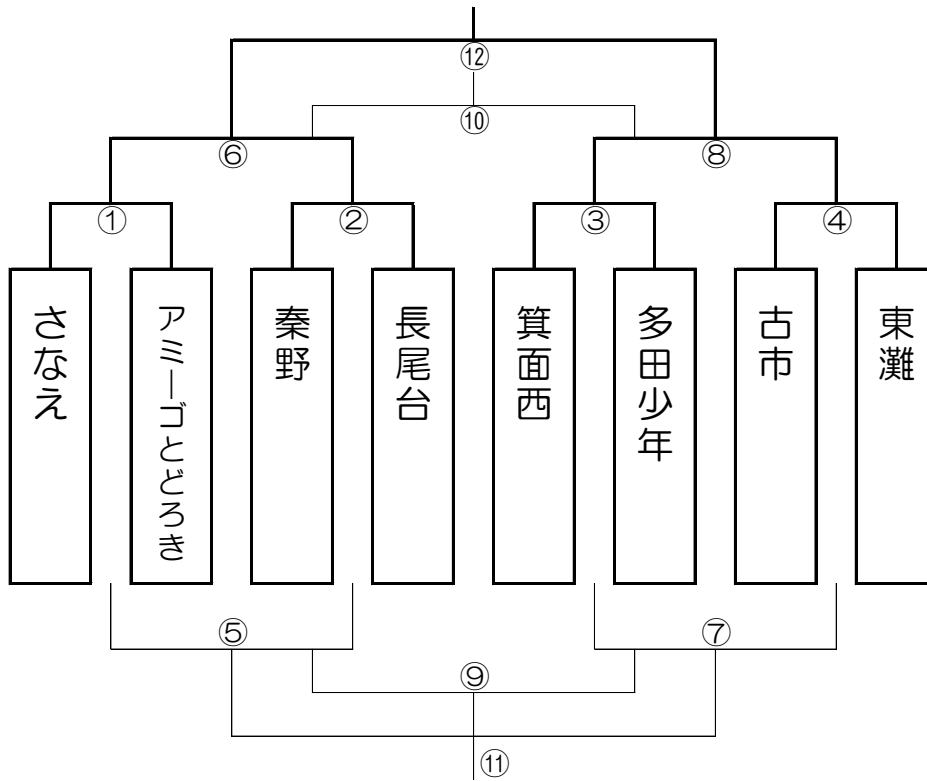 ⑫
⑩
⑥
⑧
①
②
③
④
さなえ
アミーゴとどろき
秦野
長尾台
箕面西
多田少年
古市
東灘
⑤
⑦
⑨
⑪